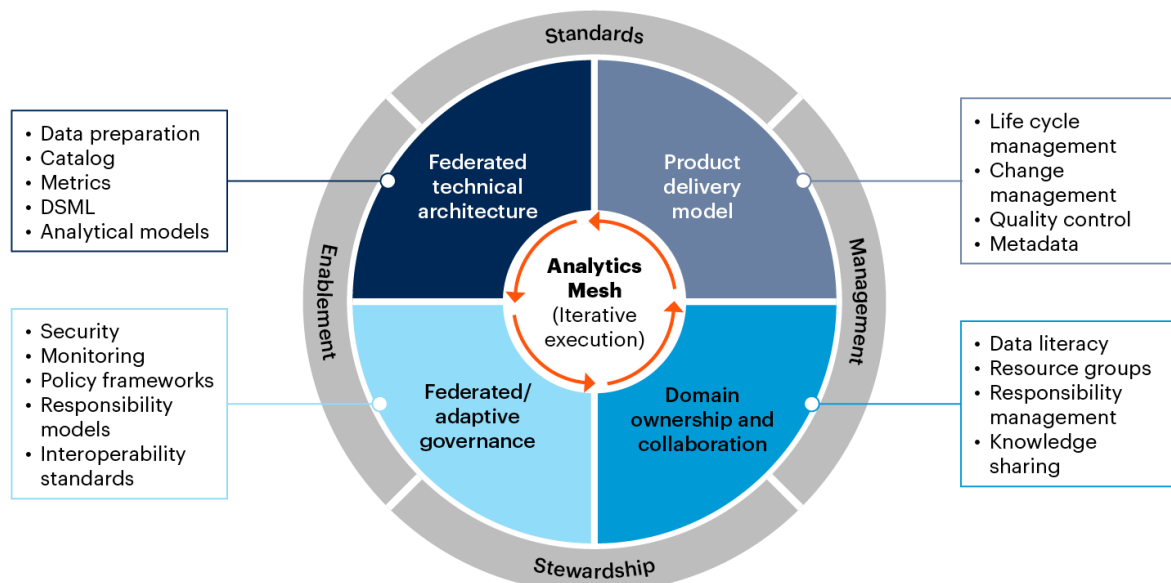 Standards
• Data preparation
• Catalog
• Metrics
• DSML
• Analytical models
Federated
technical
architecture
Product
delivery
model
• Life cycle
management
• Change
management
• Quality control
• Metadata
Enablement
Analytics
Mesh
(Iterative
execution)
Management
• Security
• Monitoring
• Policy frameworks
• Responsibility
models
• Interoperability
standards
Federated/
adaptive
governance
Domain
ownership and
collaboration
• Data literacy
• Resource groups
• Responsibility
management
• Knowledge
sharing
Stewardship